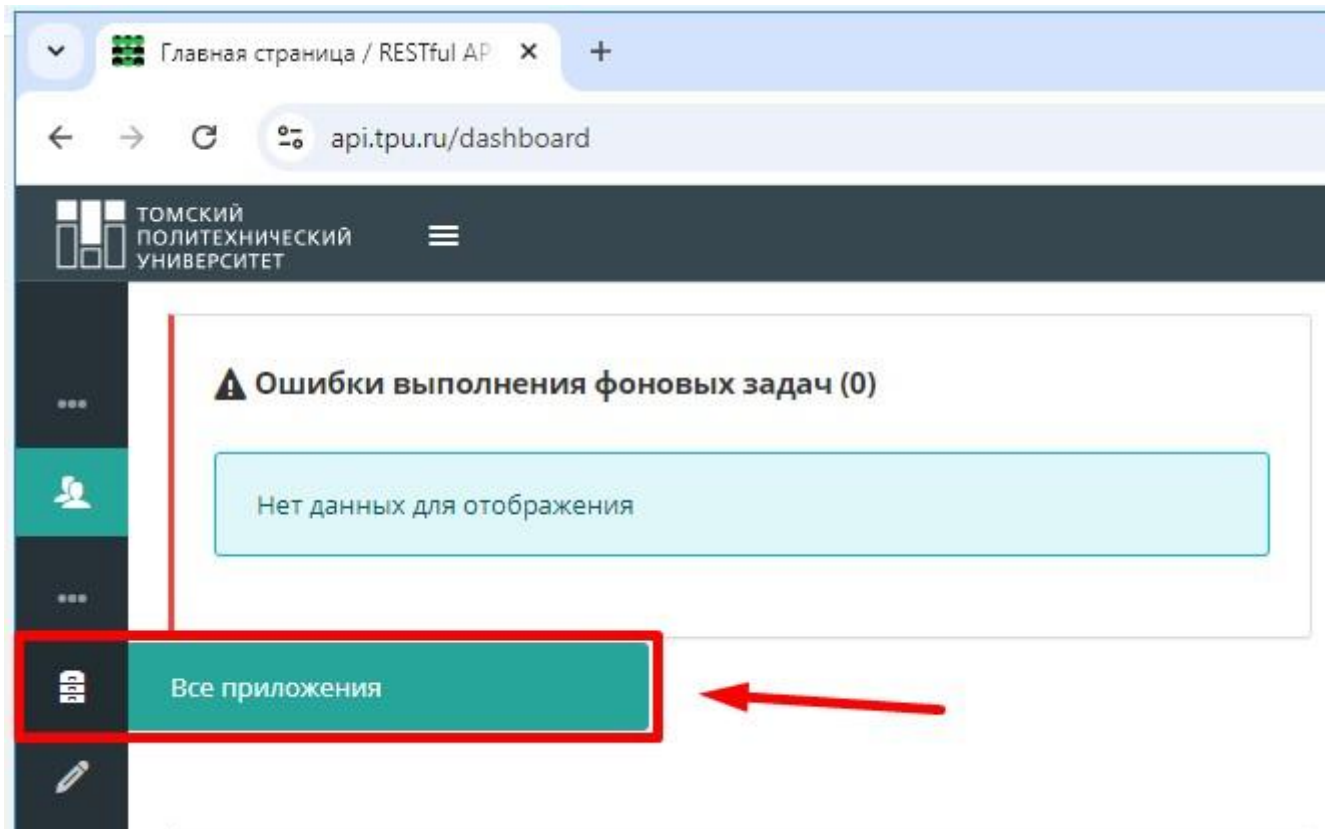 Главная страница / RESTful AP
api.tpu.ru/dashboard
ТОМСКИЙ
ПОЛИТЕХНИЧЕСКИЙ
УНИВЕРСИТЕТ
Ошибки выполнения фоновых задач (0)
Нет данных для отображения
Все приложения